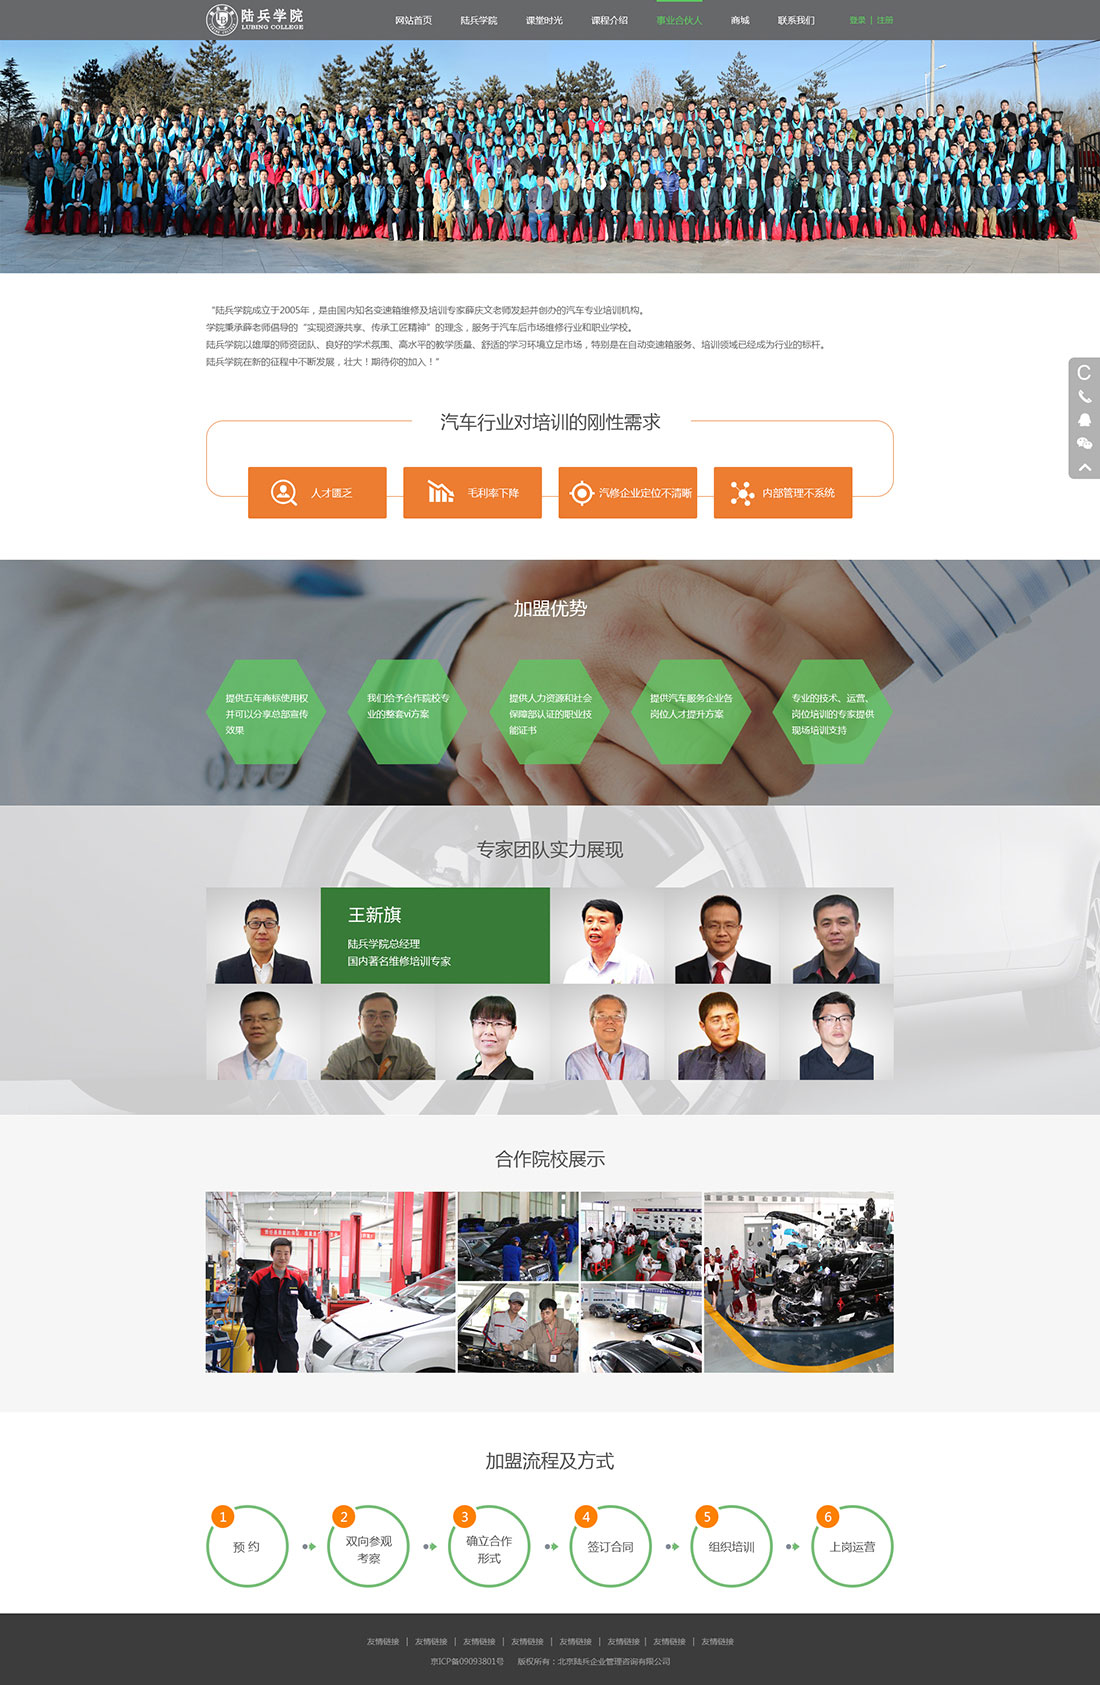 陆兵学院
LUBING COLLEGE
网站首页 陆兵学院 课堂时光 课程介绍 事业合伙人 商城 联系我们 登录 | 注册
“陆兵学院成立于2005年，是由国内知名变速箱维修及培训专家薛庆文老师发起并创办的汽车专业培训机构。
学院秉承薛老师倡导的“实现资源共享、传承工匠精神”的理念，服务于汽车后市场维修行业和职业学校。
陆兵学院以雄厚的师资团队、良好的学术氛围、高水平的教学质量、舒适的学习环境立足市场，特别是在自动变速箱服务、培训领域已经成为行业的标杆。
陆兵学院在新的征程中不断发展，壮大！期待你的加入！”
C
汽车行业对培训的刚性需求
人才匮乏 毛利率下降 汽修企业定位不清晰 内部管理不系统
加盟优势
提供五年商标使用权
并可以分享总部宣传
效果
我们给予合作院校专
业的整套vi方案
提供人力资源和社会
保障部认证的职业技
能证书
提供汽车服务企业各
岗位人才提升方案
专业的技术、运营、
岗位培训的专家提供
现场培训支持
专家团队实力展现
王新旗
陆兵学院总经理
国内著名维修培训专家
合作院校展示
加盟流程及方式
1 预 约
2 双向参观
考察
3 确立合作
形式
4 签订合同
5 组织培训
6 上岗运营
友情链接 | 友情链接 | 友情链接 | 友情链接 | 友情链接 | 友情链接 | 友情链接 | 友情链接
京ICP备09093801号 版权所有：北京陆兵企业管理咨询有限公司